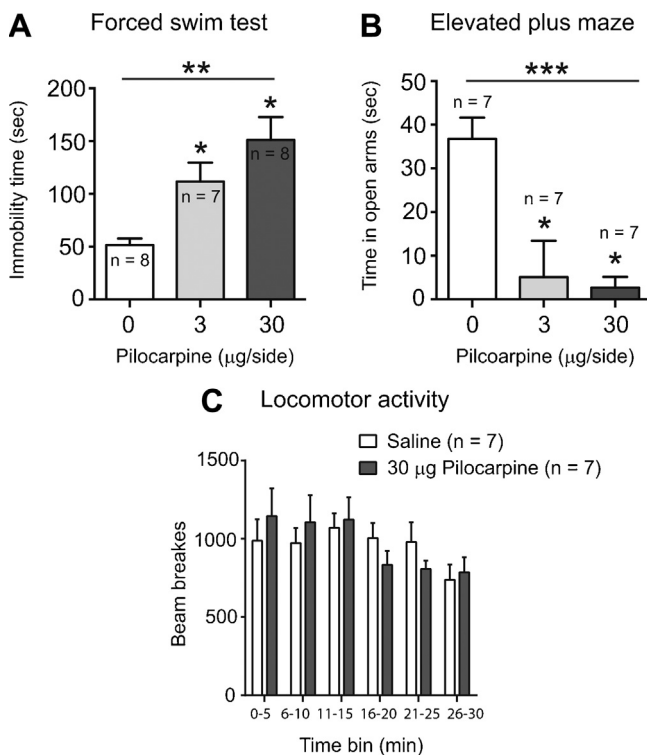 A Forced swim test
Immobility time (sec)
200
150
100
50
0
**
*
*
n = 8
n = 7
n = 8
0 3 30
Pilocarpine (μg/side)
B Elevated plus maze
Time in open arms (sec)
50
40
30
20
10
0
***
n = 7
n = 7
n = 7
*
*
0 3 30
Pilcoarpine (μg/side)
C Locomotor activity
Saline (n = 7)
30 μg Pilocarpine (n = 7)
Beam breakes
1500
1000
500
0
0-5 6-10 11-15 16-20 21-25 26-30
Time bin (min)